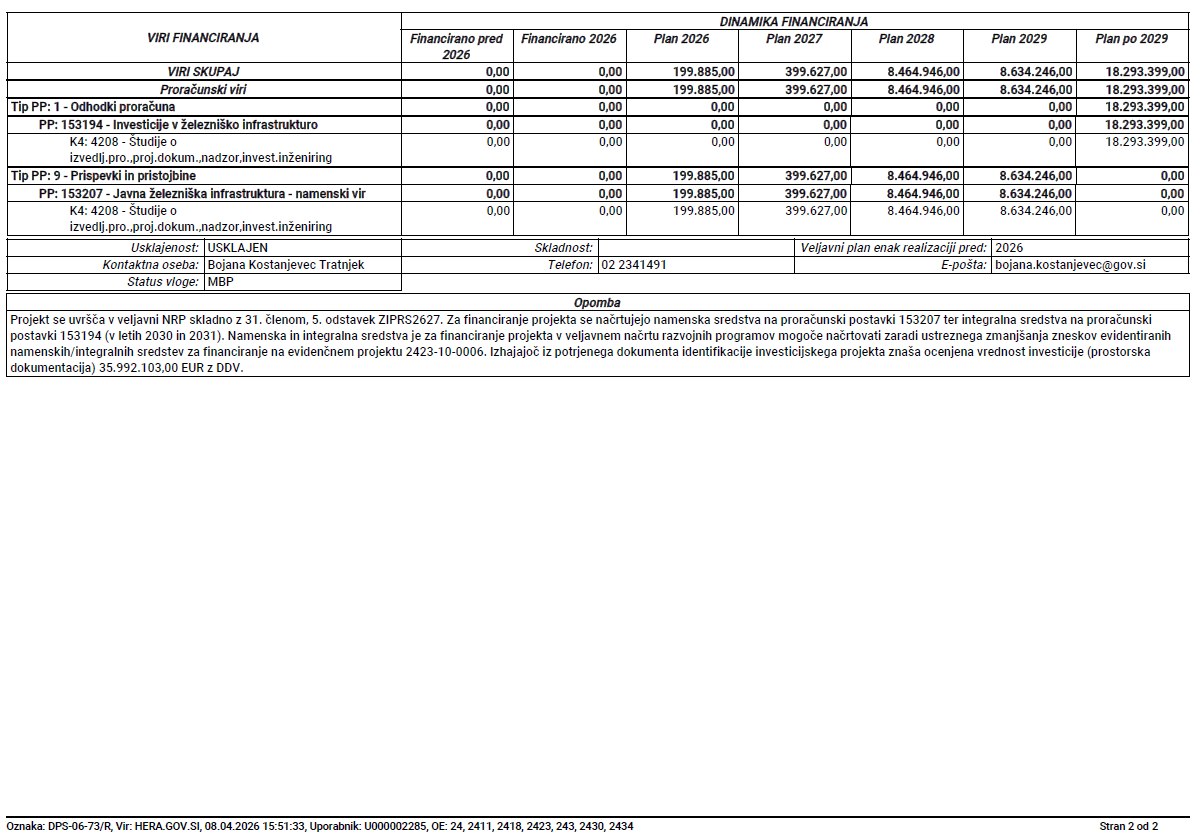 VIRI FINANCIRANJA
DINAMIKA FINANCIRANJA
Financirano pred 2026 Financirano 2026 Plan 2026 Plan 2027 Plan 2028 Plan 2029 Plan po 2029
VIRI SKUPAJ 0,00 0,00 199.885,00 399.627,00 8.464.946,00 8.634.246,00 18.293.399,00
Proračunski viri 0,00 0,00 199.885,00 399.627,00 8.464.946,00 8.634.246,00 18.293.399,00
Tip PP: 1 - Odhodki proračuna 0,00 0,00 0,00 0,00 0,00 0,00 18.293.399,00
PP: 153194 - Investicije v železniško infrastrukturo 0,00 0,00 0,00 0,00 0,00 0,00 18.293.399,00
K4: 4208 - Študije o 0,00 0,00 0,00 0,00 0,00 0,00 18.293.399,00
izvedlj.pro.,proj.dokum.,nadzor,invest.inženiring
Tip PP: 9 - Prispevki in pristojbine 0,00 0,00 199.885,00 399.627,00 8.464.946,00 8.634.246,00 0,00
PP: 153207 - Javna železniška infrastruktura - namenski vir 0,00 0,00 199.885,00 399.627,00 8.464.946,00 8.634.246,00 0,00
K4: 4208 - Študije o 0,00 0,00 199.885,00 399.627,00 8.464.946,00 8.634.246,00 0,00
izvedlj.pro.,proj.dokum.,nadzor,invest.inženiring
Usklajenost: USKLAJEN Skladnost: Veljavni plan enak realizaciji pred: 2026
Kontaktna oseba: Bojana Kostanjevec Tratnjek Telefon: 02 2341491 E-pošta: bojana.kostanjevec@gov.si
Status vloge: MBP
Opomba
Projekt se uvršča v veljavni NRP skladno z 31. členom, 5. odstavek ZIPRS2627. Za financiranje projekta se načrtujejo namenska sredstva na proračunski postavki 153207 ter integralna sredstva na proračunski
postavki 153194 (v letih 2030 in 2031). Namenska in integralna sredstva je za financiranje projekta v veljavnem načrtu razvojnih programov mogoče načrtovati zaradi ustreznega zmanjšanja zneskov evidentiranih
namenskih/integralnih sredstev za financiranje na evidenčnem projektu 2423-10-0006. Izhajajoč iz potrjenega dokumenta identifikacije investicijskega projekta znaša ocenjena vrednost investicije (prostorska
dokumentacija) 35.992.103,00 EUR z DDV.
Oznaka: DPS-06-73/R, Vir: HERA.GOV.SI, 08.04.2026 15:51:33, Uporabnik: U000002285, OE: 24, 2411, 2418, 2423, 243, 2430, 2434 Stran 2 od 2